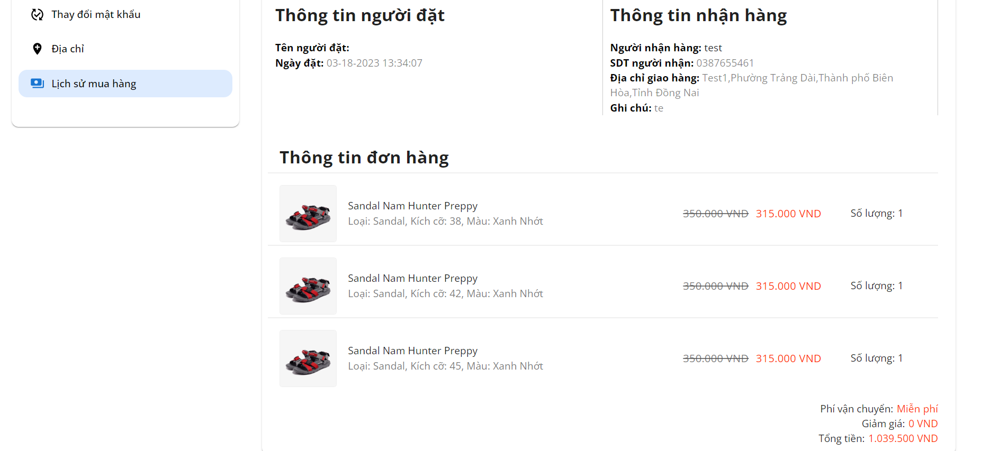 Thay đổi mật khẩu
Địa chỉ
Lịch sử mua hàng
Thông tin người đặt
Tên người đặt:
Ngày đặt: 03-18-2023 13:34:07
Thông tin nhận hàng
Người nhận hàng: test
SDT người nhận: 0387655461
Địa chỉ giao hàng: Test1,Phường Trảng Dài,Thành phố Biên
Hòa,Tỉnh Đồng Nai
Ghi chú: te
Thông tin đơn hàng
Sandal Nam Hunter Preppy
Loại: Sandal, Kích cỡ: 38, Màu: Xanh Nhớt
350.000 VND 315.000 VND Số lượng: 1
Sandal Nam Hunter Preppy
Loại: Sandal, Kích cỡ: 42, Màu: Xanh Nhớt
350.000 VND 315.000 VND Số lượng: 1
Sandal Nam Hunter Preppy
Loại: Sandal, Kích cỡ: 45, Màu: Xanh Nhớt
350.000 VND 315.000 VND Số lượng: 1
Phí vận chuyển: Miễn phí
Giảm giá: 0 VND
Tổng tiền: 1.039.500 VND